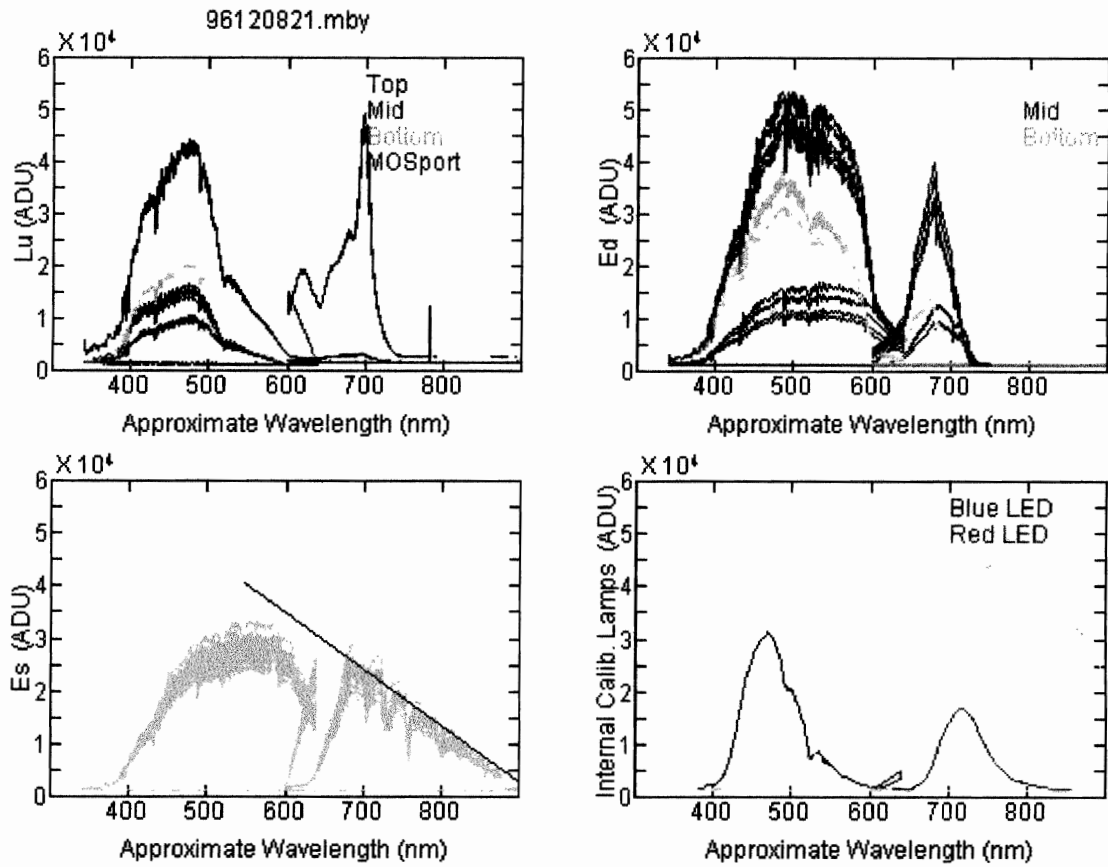 96120821.mby
X 10⁴
6
5
4
3
2
1
0
Lu (ADU)
Top
Mid
Bottom
MOSport
400 500 600 700 800
Approximate Wavelength (nm)
X 10⁴
6
5
4
3
2
1
0
Ed (ADU)
Mid
Bottom
400 500 600 700 800
Approximate Wavelength (nm)
X 10⁴
6
5
4
3
2
1
0
Es (ADU)
400 500 600 700 800
Approximate Wavelength (nm)
X 10⁴
6
5
4
3
2
1
0
Internal Calib. Lamps (ADU)
Blue LED
Red LED
400 500 600 700 800
Approximate Wavelength (nm)